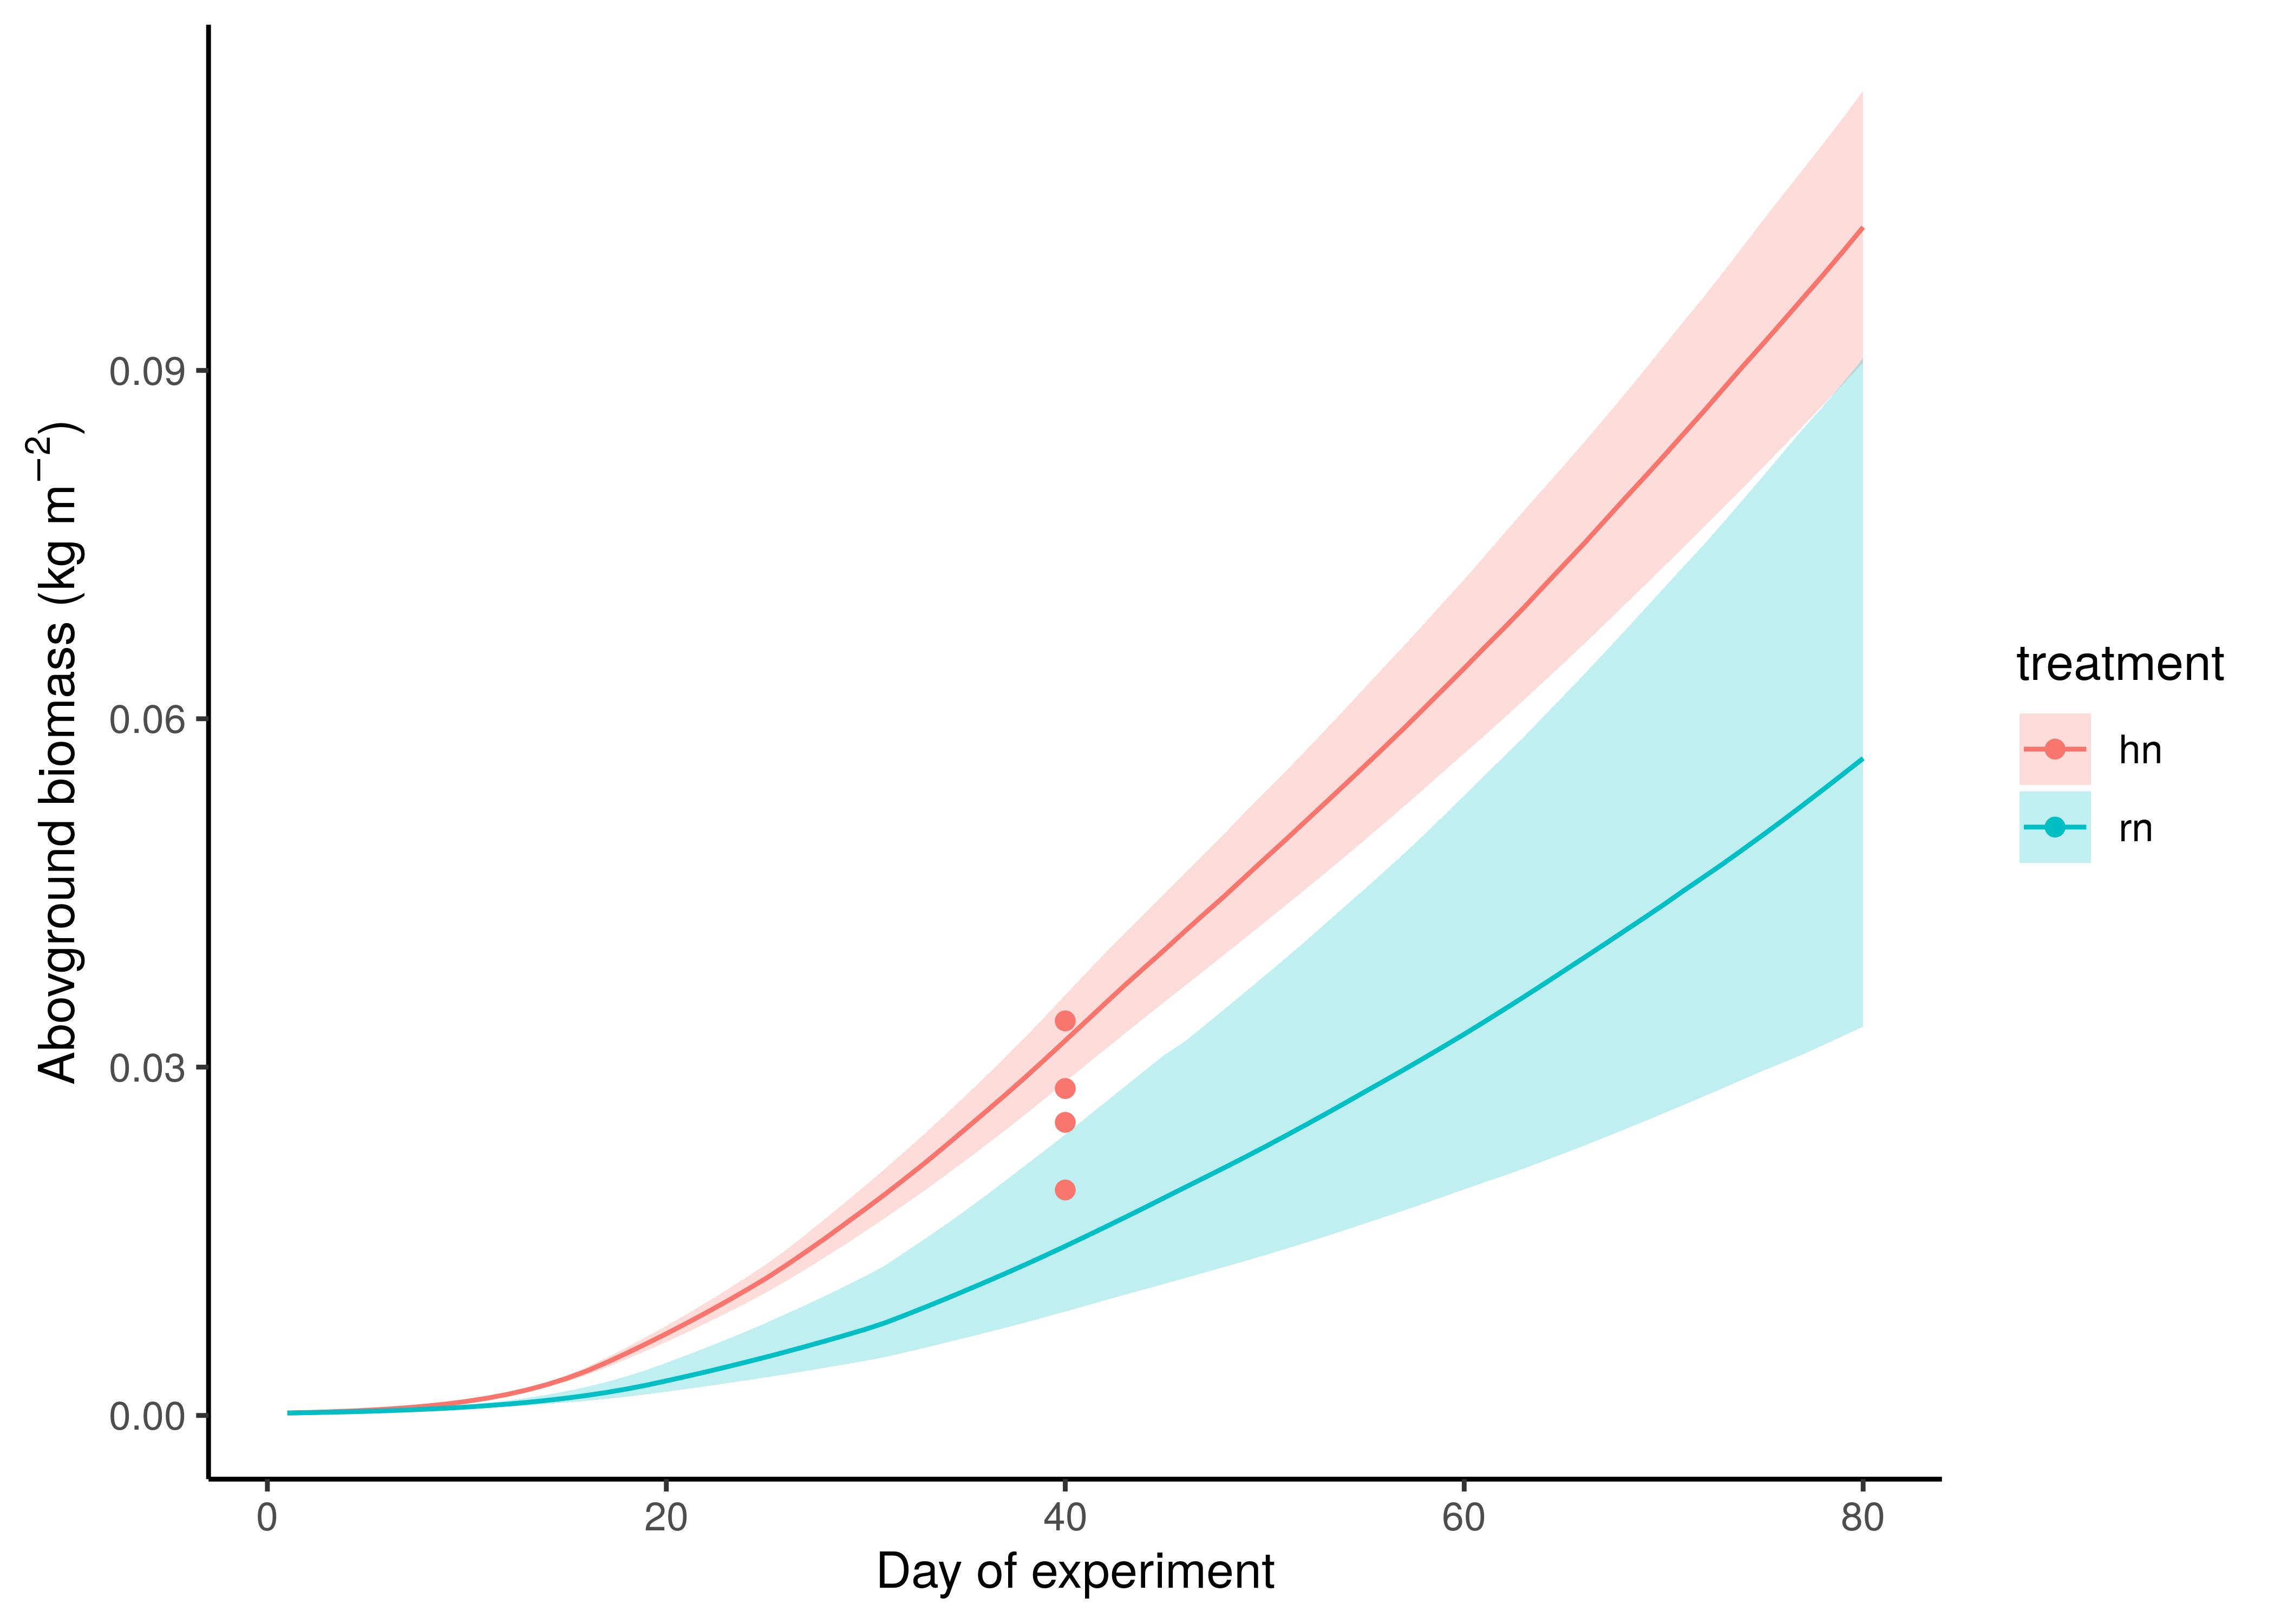 Abovground biomass (kg m⁻²)
0.09
0.06
0.03
0.00
0 20 40 60 80
Day of experiment
treatment
hn
rn